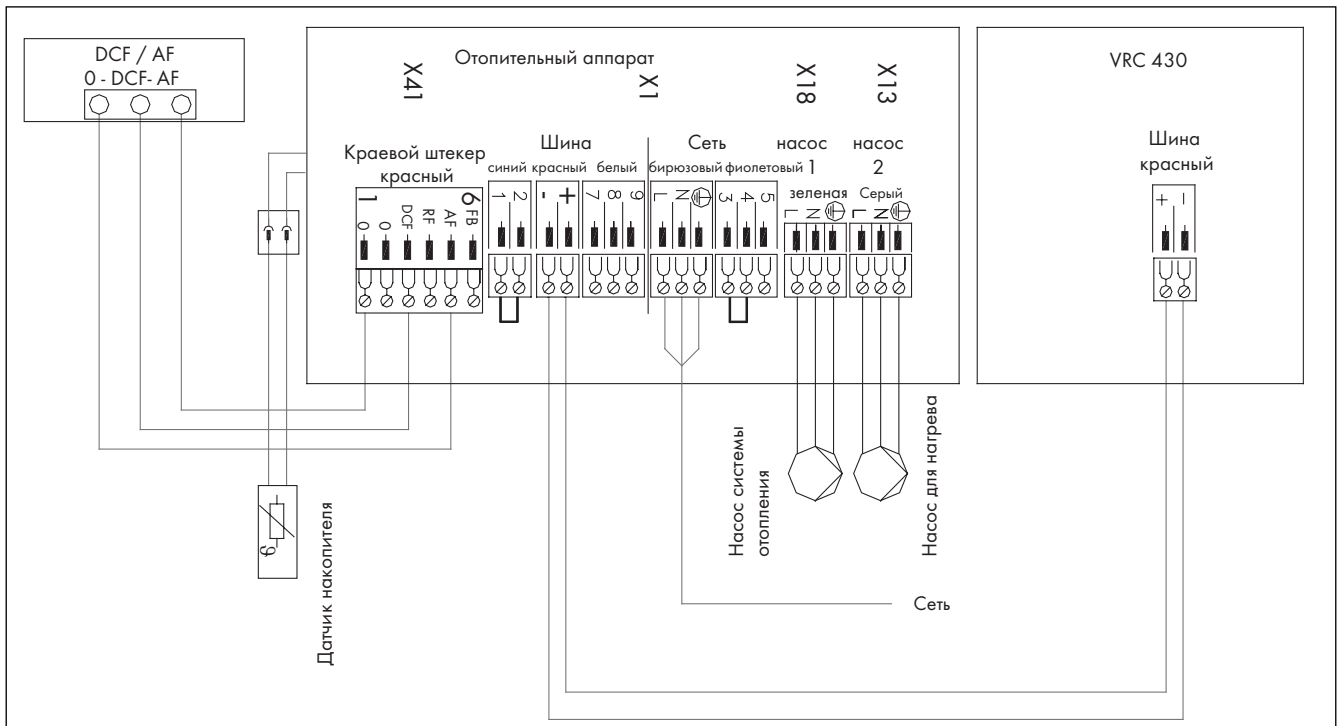 DCF / AF
0 - DCF- AF
Отопительный аппарат
VRC 430
X41
X1
X18
X13
Шина
Сеть
насос
1
насос
2
Краевой штекер
красный
синий
красный
белый
бирюзовый
фиолетовый
зеленая
Серый
1
6
0
0
DCF
RF
AF
FB
1
2
-
+
7
8
9
L
N
3
4
5
L
N
L
N
Шина
красный
+
–
Датчик накопителя
ϑ
Насос системы
отопления
Насос для нагрева
Сеть